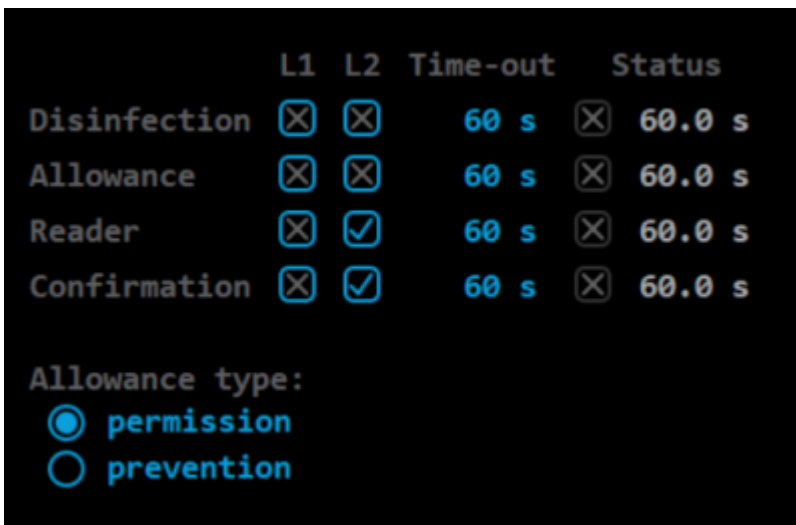 L1 L2 Time-out Status
Disinfection 60 s 60.0 s
Allowance 60 s 60.0 s
Reader 60 s 60.0 s
Confirmation 60 s 60.0 s
Allowance type:
permission
prevention